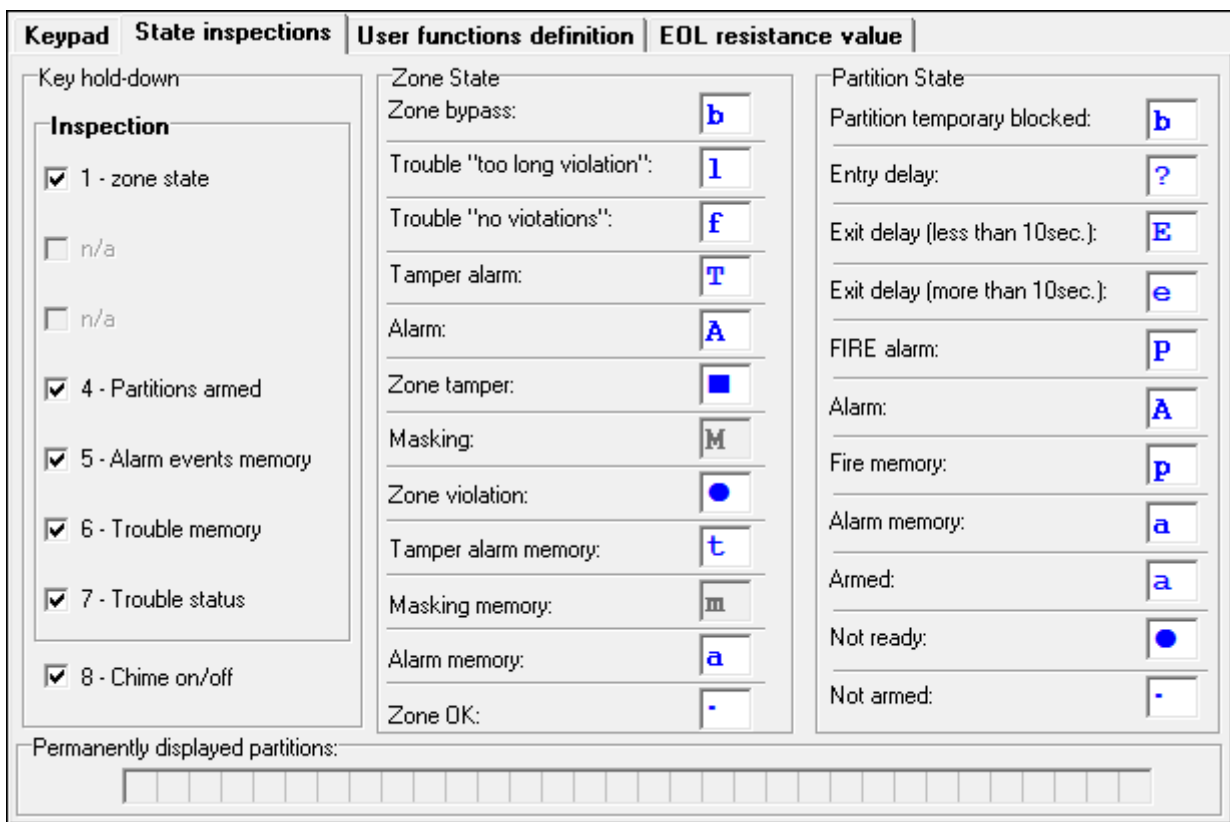 Keypad
State inspections
User functions definition
EOL resistance value
Key hold-down
Inspection
1 - zone state
n/a
n/a
4 - Partitions armed
5 - Alarm events memory
6 - Trouble memory
7 - Trouble status
8 - Chime on/off
Zone State
Zone bypass: b
Trouble "too long violation": l
Trouble "no viotations": f
Tamper alarm: T
Alarm: A
Zone tamper: ■
Masking: M
Zone violation: ●
Tamper alarm memory: t
Masking memory: m
Alarm memory: a
Zone OK: ·
Partition State
Partition temporary blocked: b
Entry delay: ?
Exit delay (less than 10sec.): E
Exit delay (more than 10sec.): e
FIRE alarm: P
Alarm: A
Fire memory: p
Alarm memory: a
Armed: a
Not ready: ●
Not armed: ·
Permanently displayed partitions: